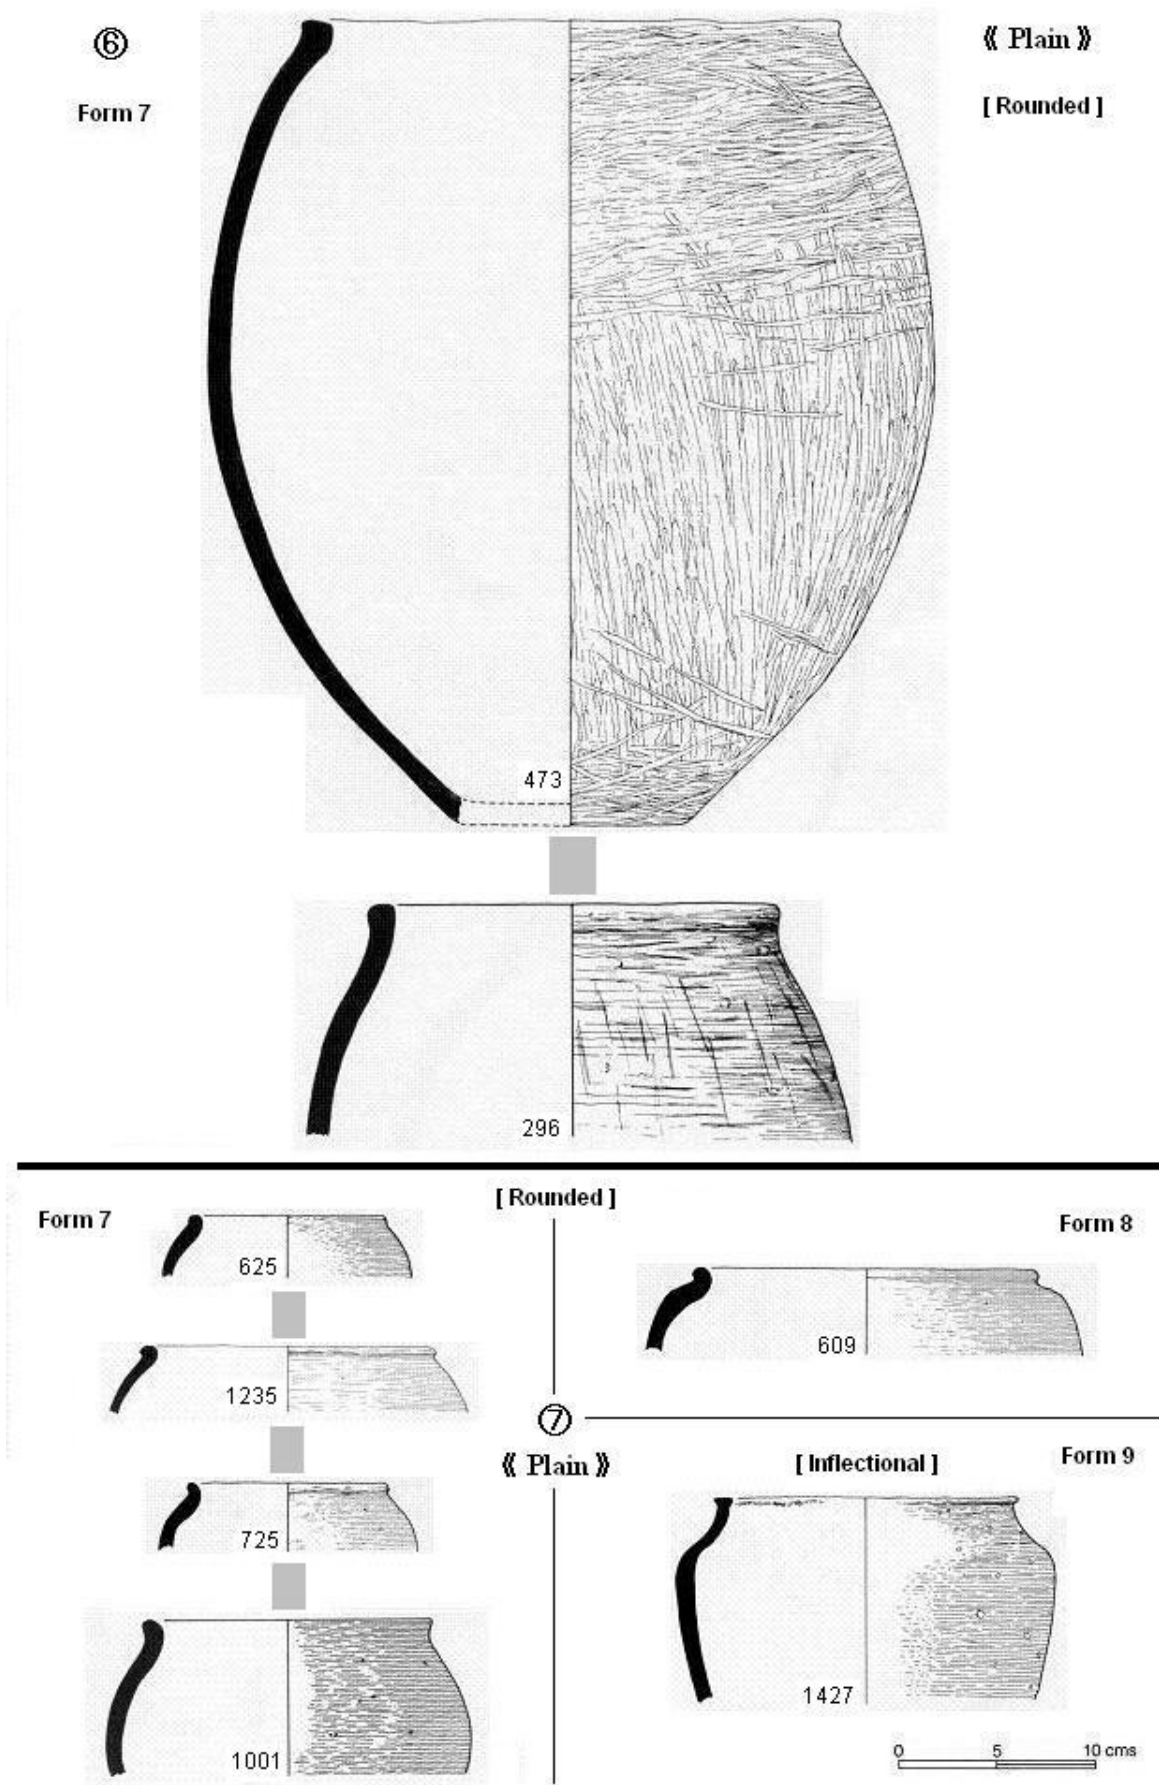 ⑥
《 Plain 》
Form 7
[ Rounded ]
473
296
[ Rounded ]
Form 7
Form 8
625
609
1235
⑦
《 Plain 》
[ Inflectional ]
Form 9
725
1427
1001
0 5 10 cms